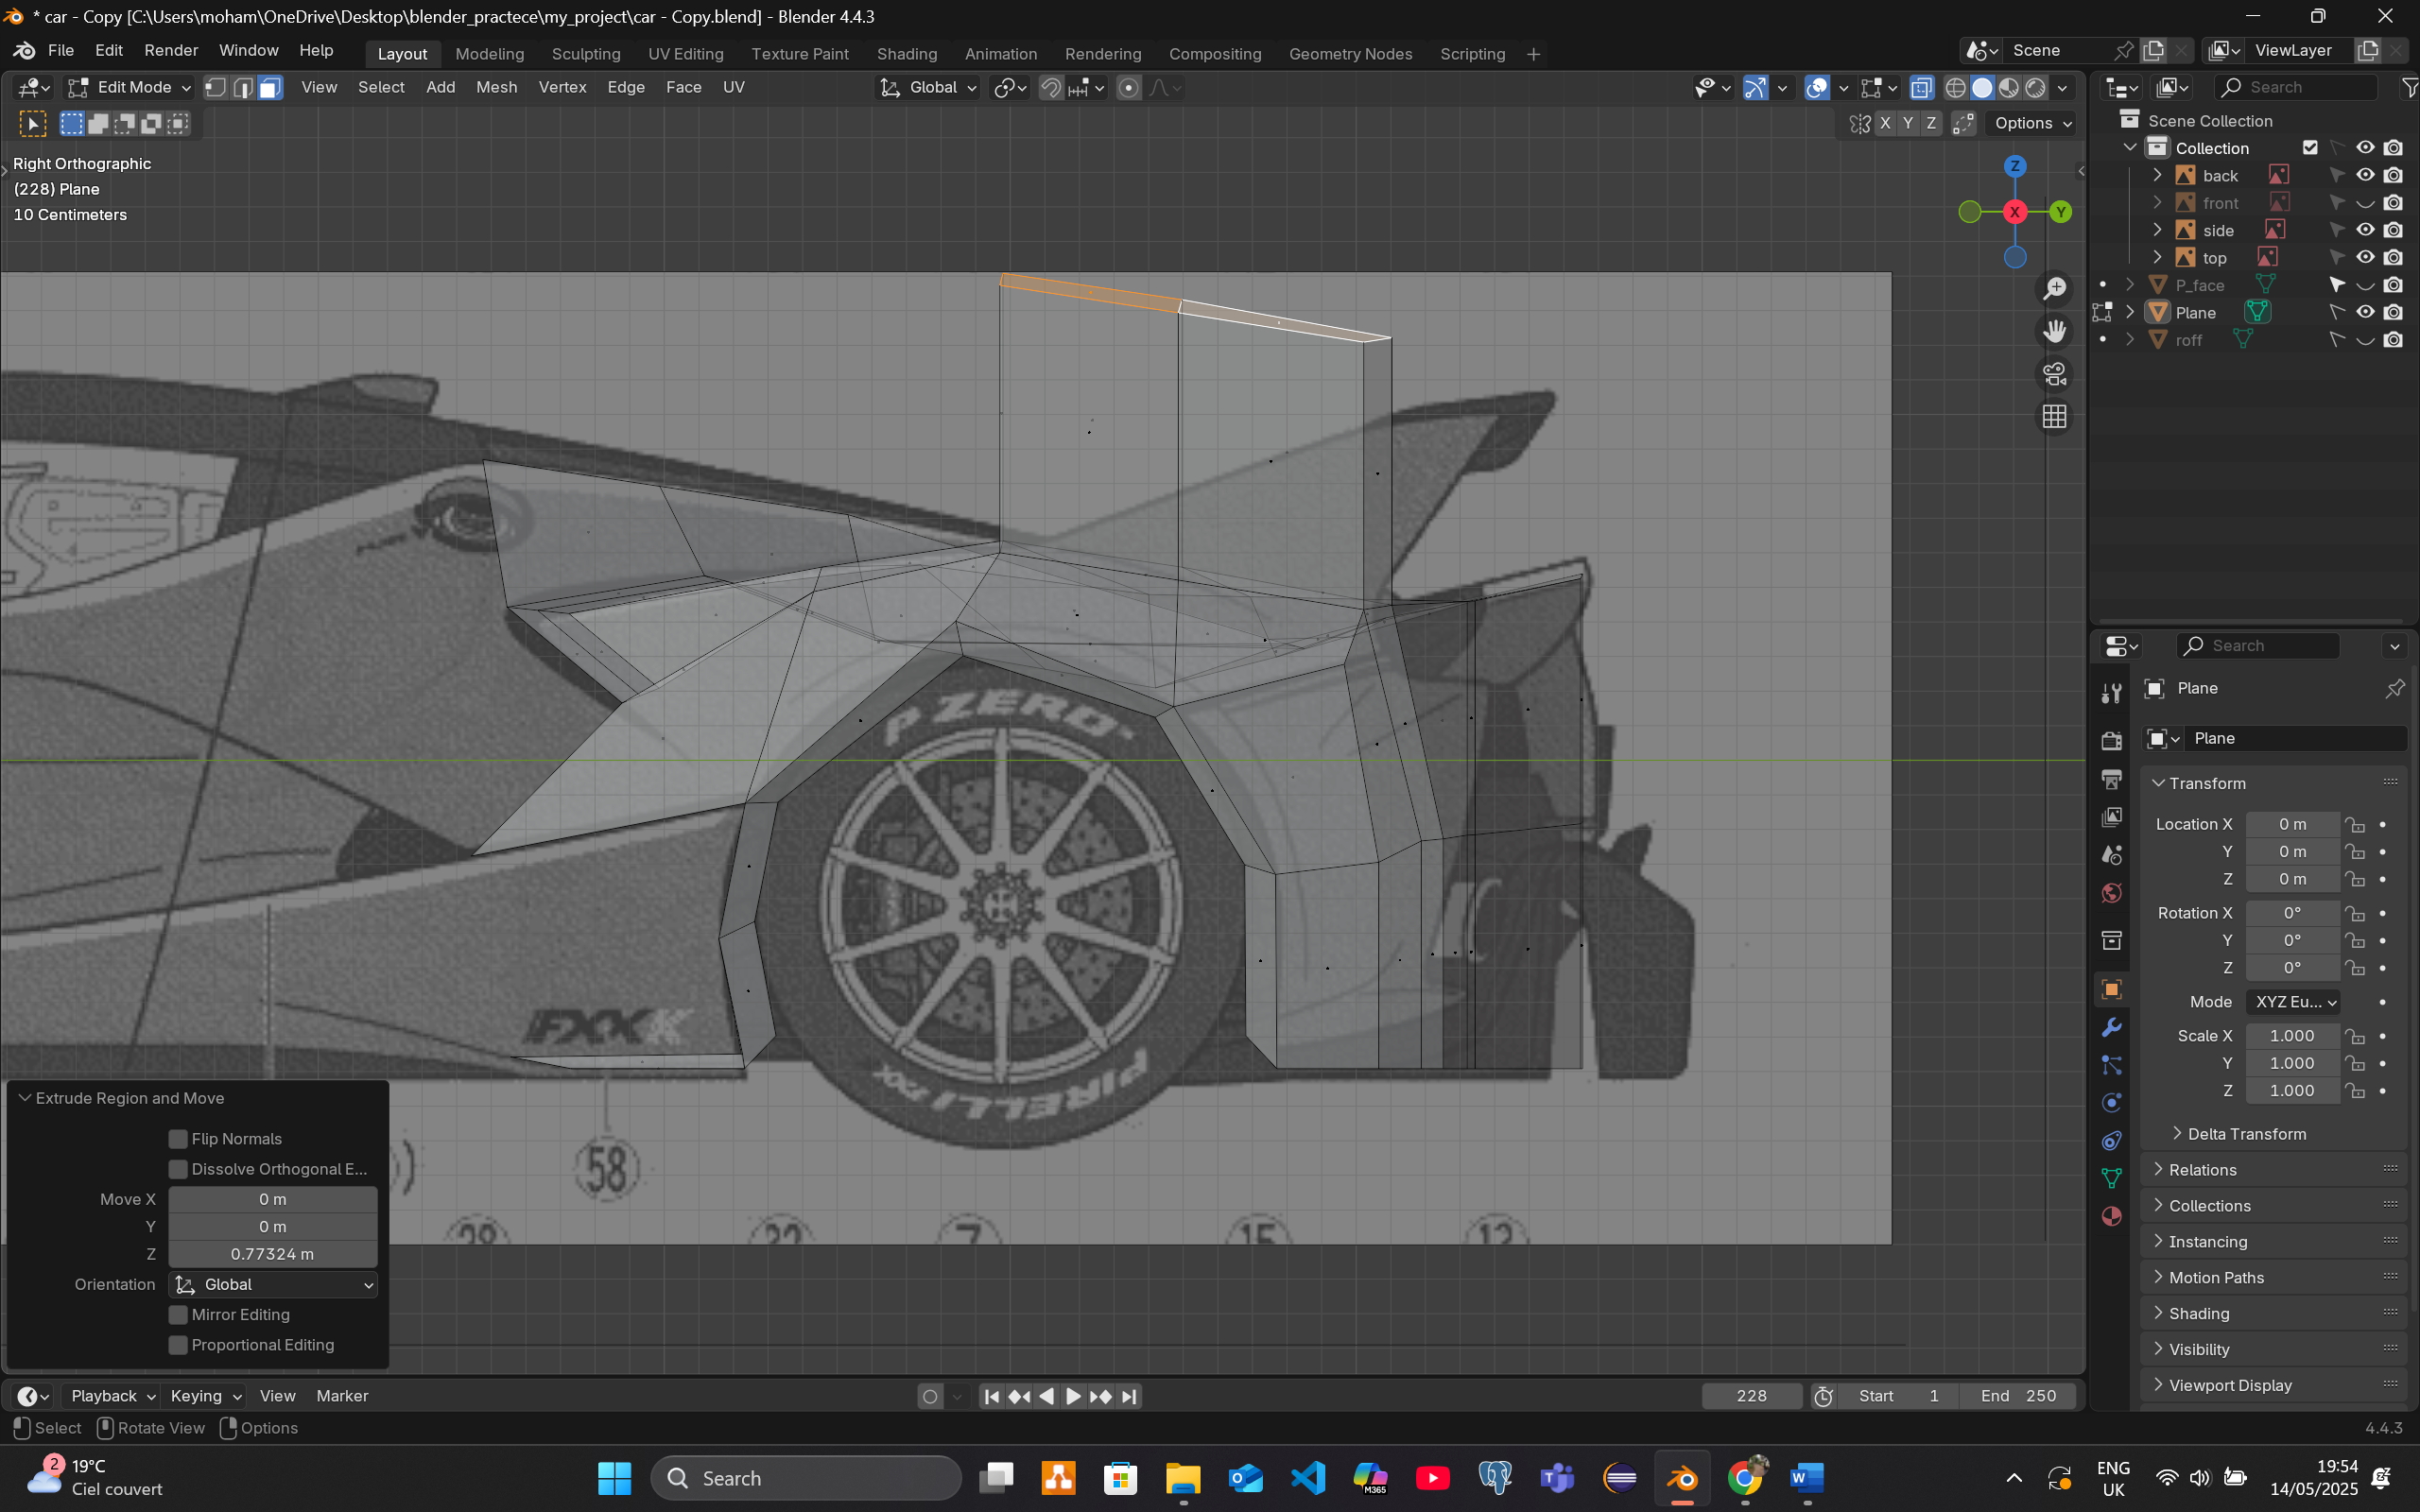 * car - Copy [C:\Users\moham\OneDrive\Desktop\blender_practece\my_project\car - Copy.blend] - Blender 4.4.3
File Edit Render Window Help Layout Modeling Sculpting UV Editing Texture Paint Shading Animation Rendering Compositing Geometry Nodes Scripting + Scene ViewLayer
Edit Mode View Select Add Mesh Vertex Edge Face UV Global Search
X Y Z Options
Right Orthographic
(228) Plane
10 Centimeters
Z
X
Y
Scene Collection
Collection
back
front
side
top
P_face
Plane
roff
Search
Plane
Plane
Transform
Location X 0 m
Y 0 m
Z 0 m
Rotation X 0°
Y 0°
Z 0°
Mode XYZ Eu...
Scale X 1.000
Y 1.000
Z 1.000
Delta Transform
Relations
Collections
Instancing
Motion Paths
Shading
Visibility
Viewport Display
P ZERO
PIRELLI
FXXK
58
22
7
15
12
Extrude Region and Move
Flip Normals
Dissolve Orthogonal E...
Move X 0 m
Y 0 m
Z 0.77324 m
Orientation Global
Mirror Editing
Proportional Editing
Playback Keying View Marker 228 Start 1 End 250
Select Rotate View Options 4.4.3
2 19°C
Ciel couvert
Search
M365
ENG
UK
19:54
14/05/2025